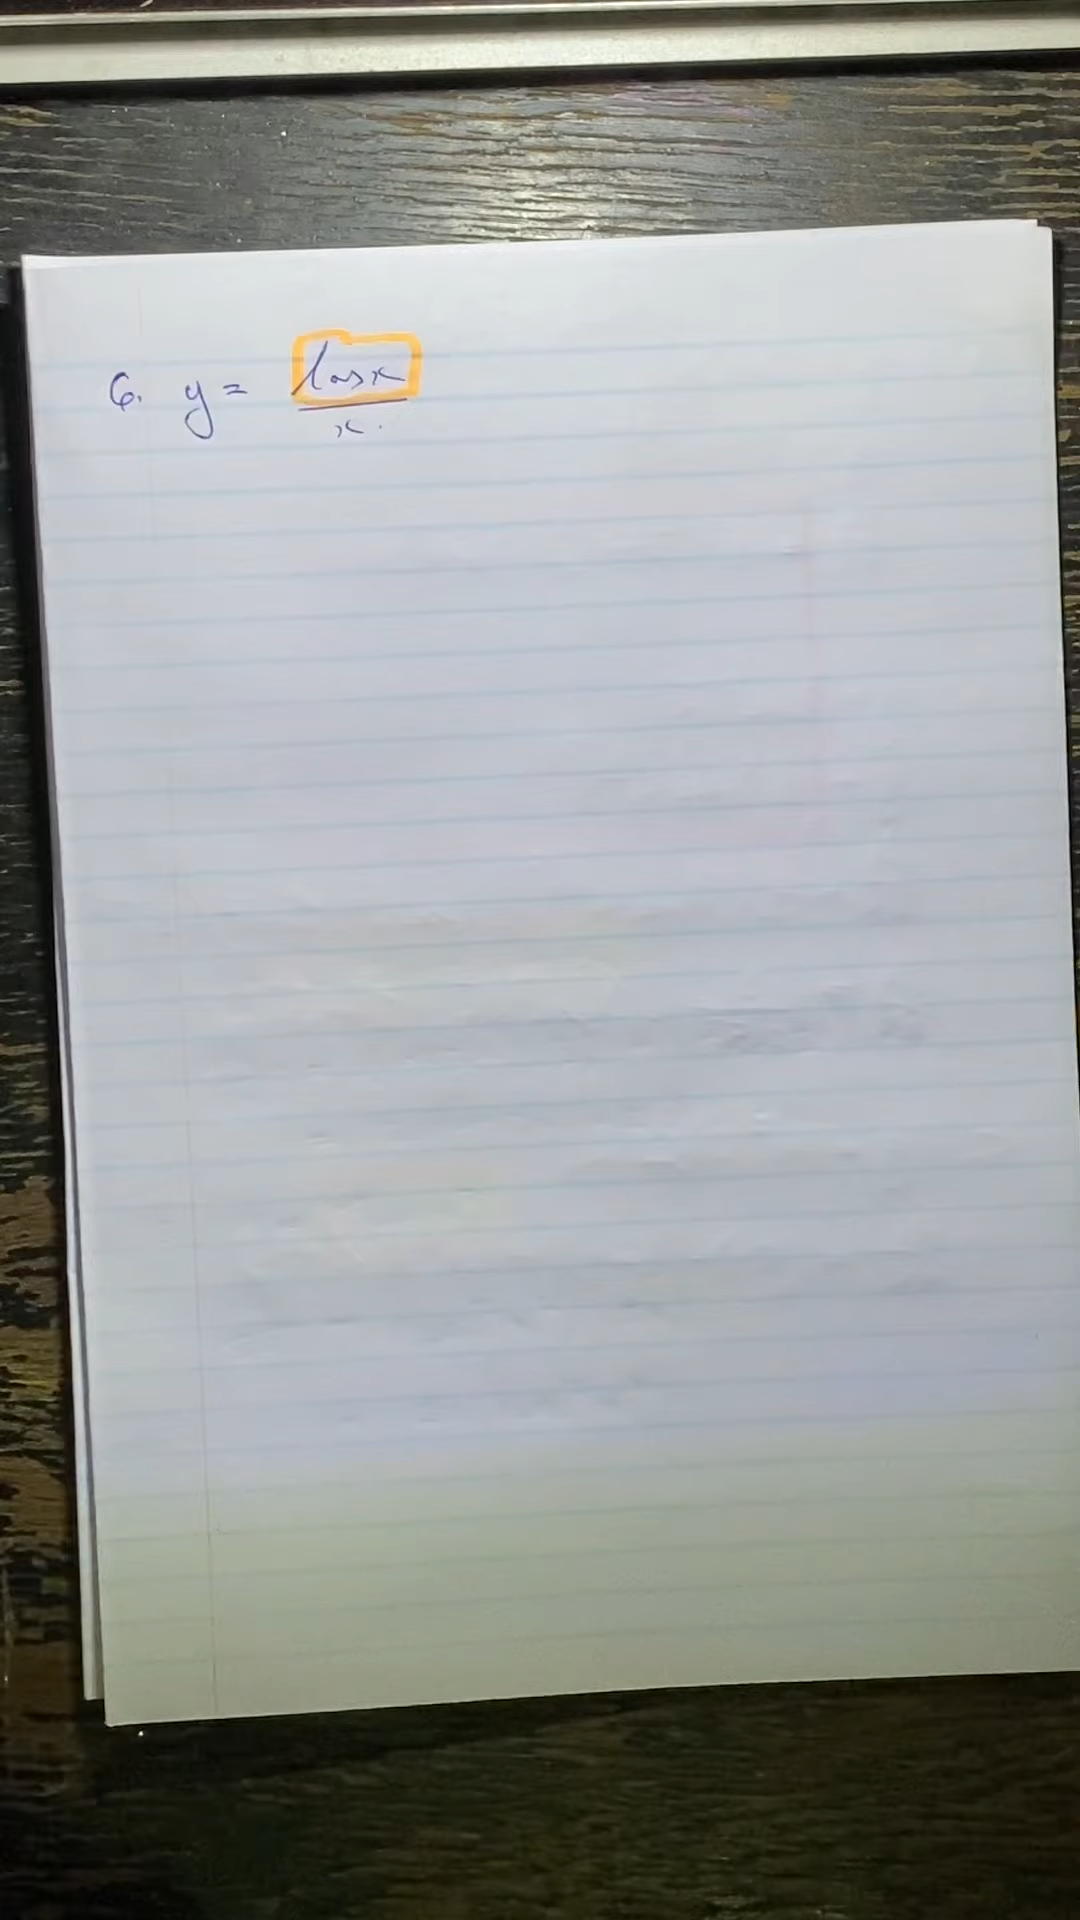 6. y = cos x / x.